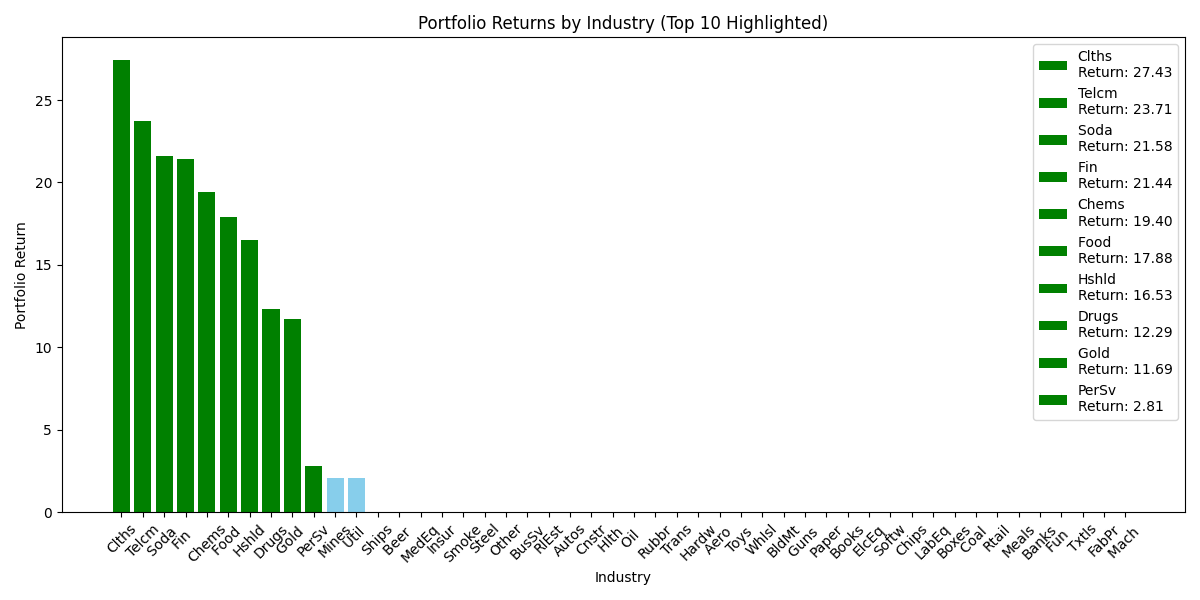 Portfolio Returns by Industry (Top 10 Highlighted)
Portfolio Return
25
20
15
10
5
0
Clths
Return: 27.43
Telcm
Return: 23.71
Soda
Return: 21.58
Fin
Return: 21.44
Chems
Return: 19.40
Food
Return: 17.88
Hshld
Return: 16.53
Drugs
Return: 12.29
Gold
Return: 11.69
PerSv
Return: 2.81
Clths
Telcm
Soda
Fin
Chems
Food
Hshld
Drugs
Gold
PerSv
Mines
Util
Ships
Beer
MedEq
Insur
Smoke
Steel
Other
BusSv
RlEst
Autos
Cnstr
Hlth
Oil
Rubbr
Trans
Hardw
Aero
Toys
Whlsl
BldMt
Guns
Paper
Books
ElcEq
Softw
Chips
LabEq
Boxes
Coal
Rtail
Meals
Banks
Fun
Txtls
FabPr
Mach
Industry